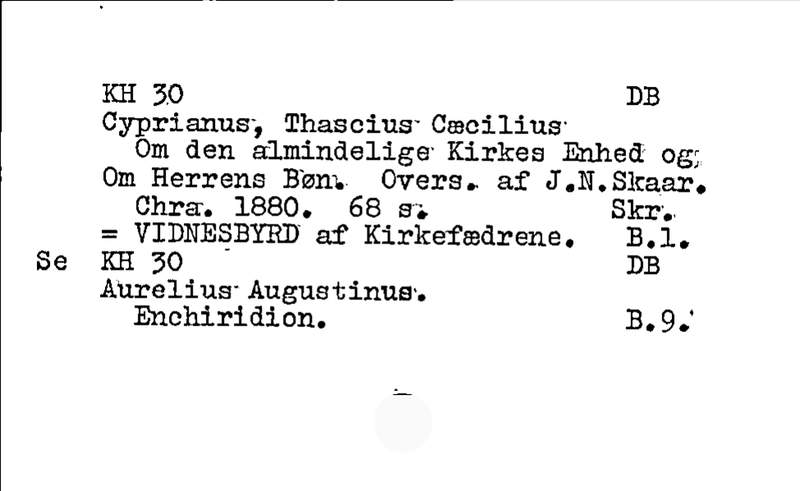 KH 30 DB
Cyprianus, Thascius Cæcilius
Om den almindelige Kirkes Enhed og
Om Herrens Bøn. Overs. af J.N.Skaar.
Chra. 1880. 68 s. Skr.
= VIDNESBYRD af Kirkefædrene. B.1.
Se KH 30 DB
Aurelius Augustinus.
Enchiridion. B.9.